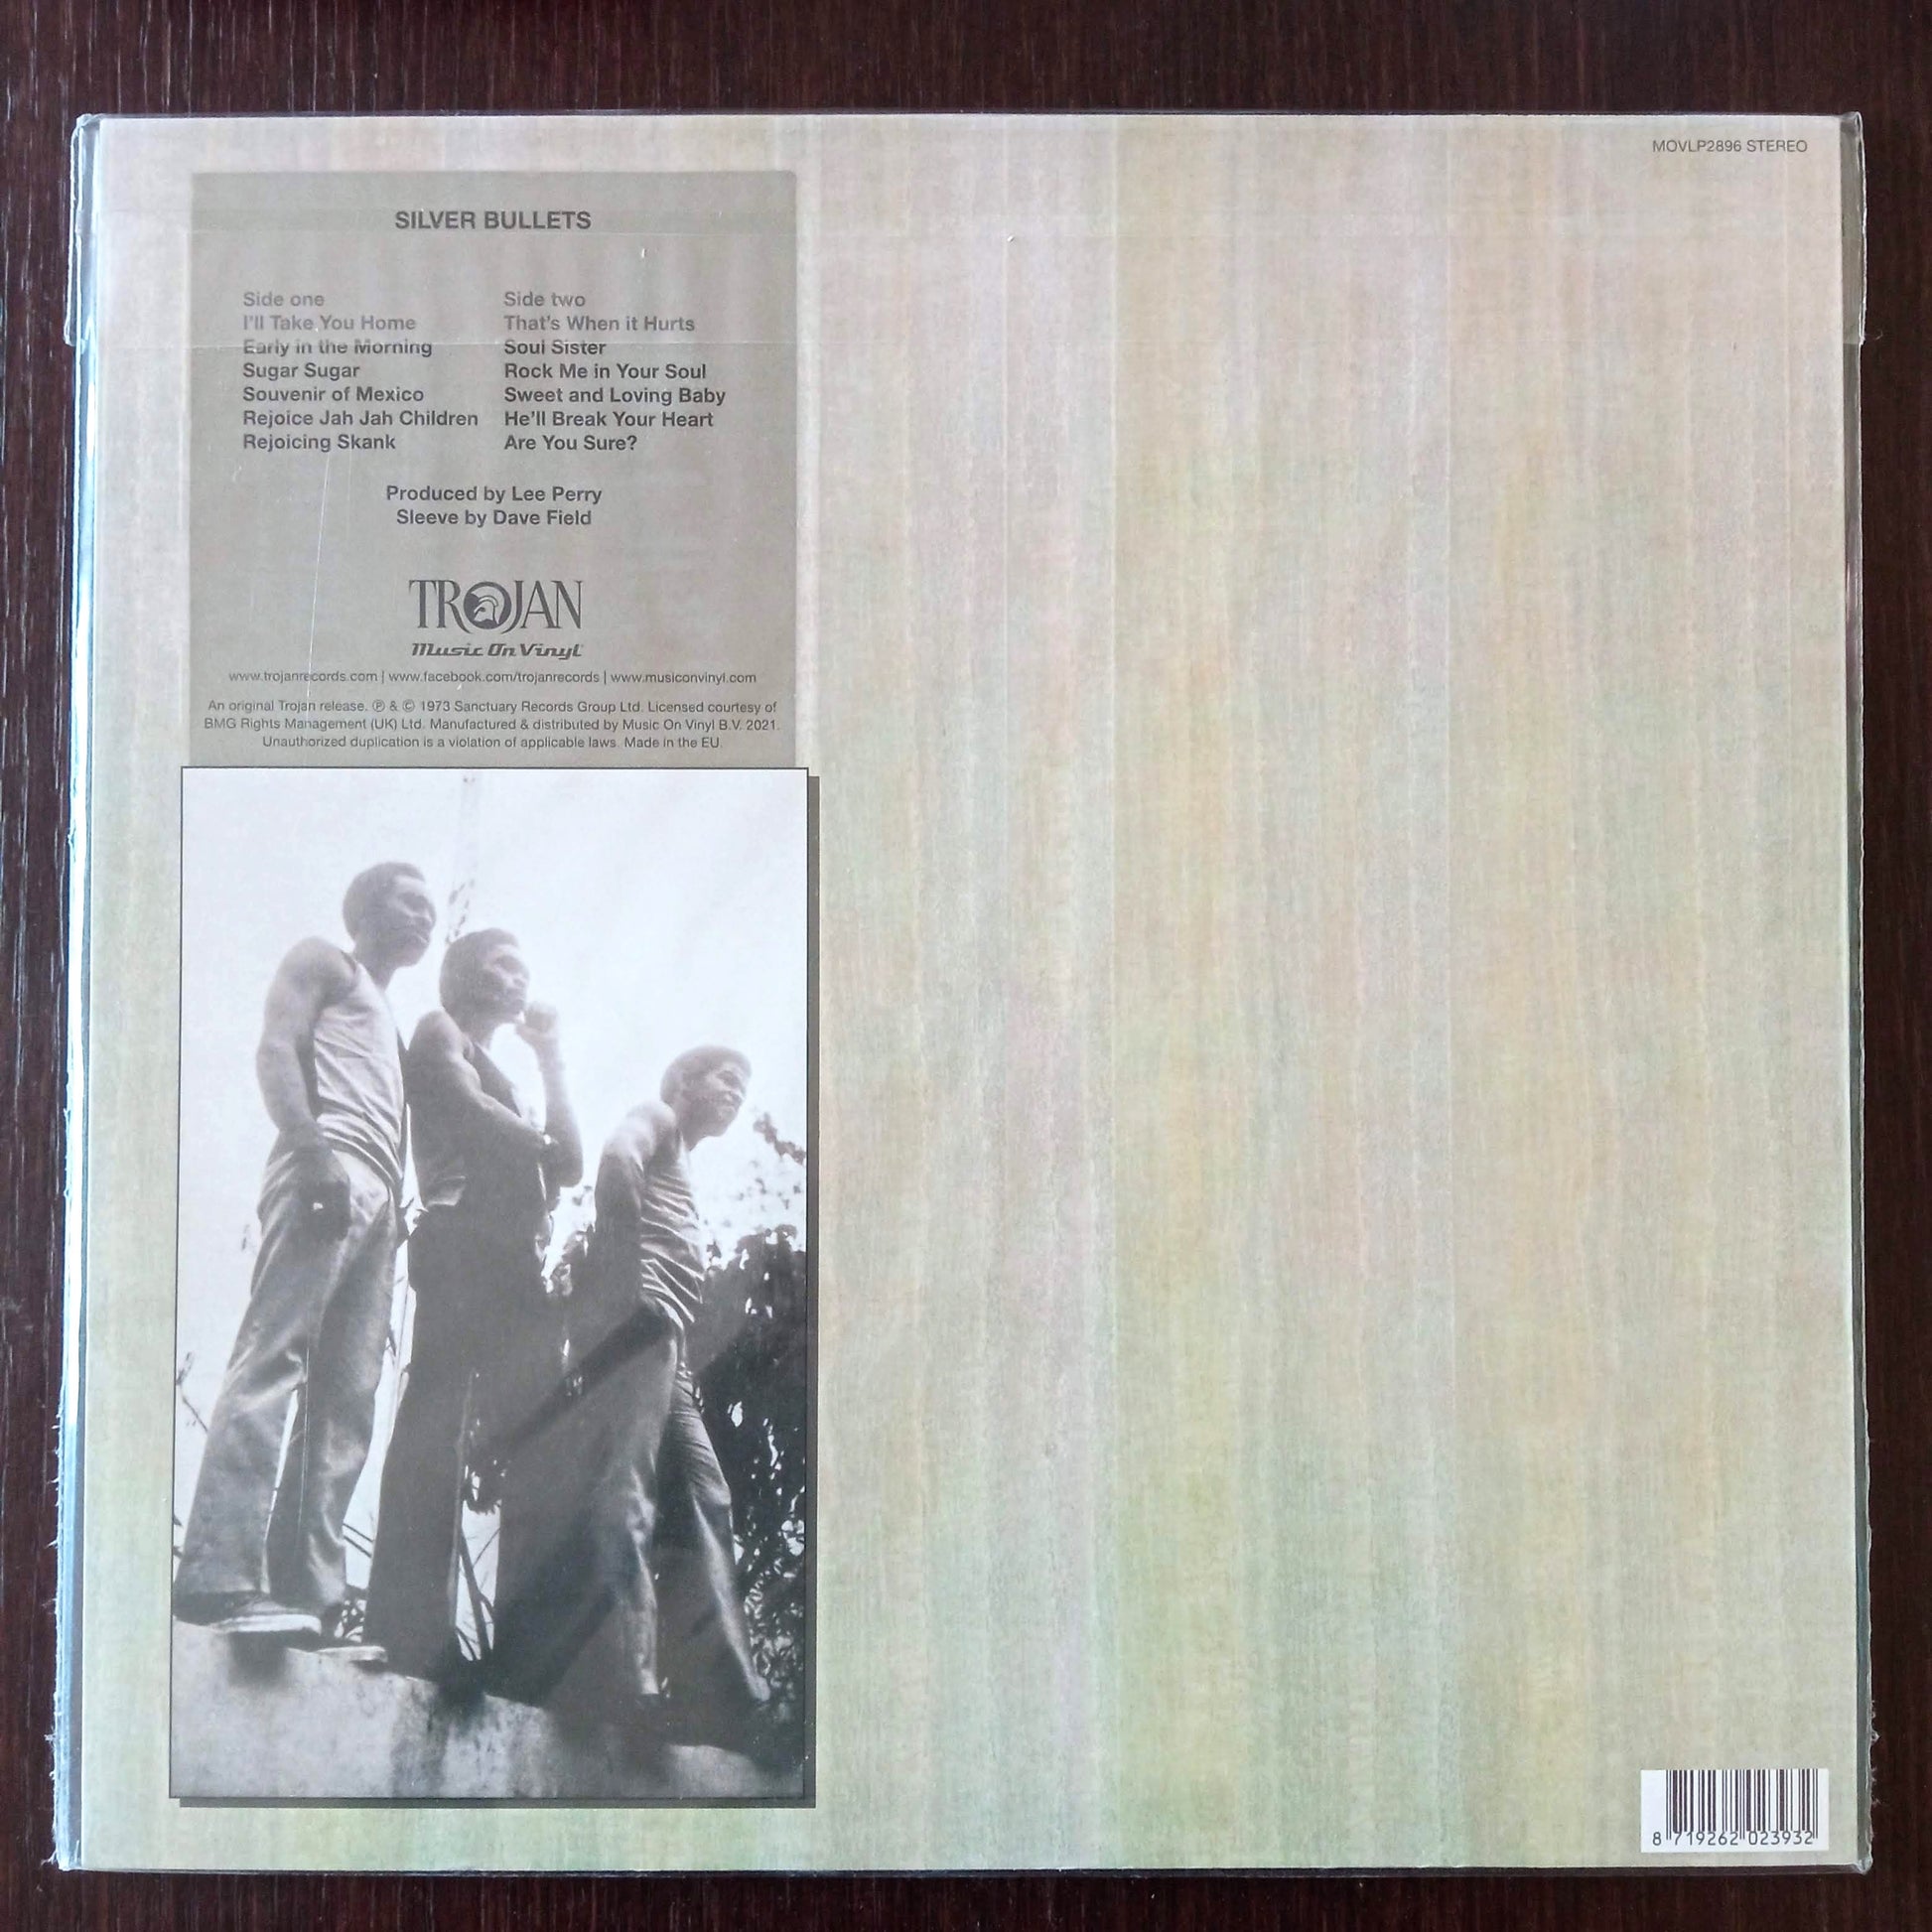 MOVLP2896 STEREO
SILVER BULLETS
Side one
I'll Take You Home
Early in the Morning
Sugar Sugar
Souvenir of Mexico
Rejoice Jah Jah Children
Rejoicing Skank
Side two
That's When it Hurts
Soul Sister
Rock Me in Your Soul
Sweet and Loving Baby
He'll Break Your Heart
Are You Sure?
Produced by Lee Perry
Sleeve by Dave Field
TROJAN
Music On Vinyl
www.trojanrecords.com | www.facebook.com/trojanrecords | www.musiconvinyl.com
An original Trojan release. ℗ & © 1973 Sanctuary Records Group Ltd. Licensed courtesy of
BMG Rights Management (UK) Ltd. Manufactured & distributed by Music On Vinyl B.V. 2021.
Unauthorized duplication is a violation of applicable laws. Made in the EU.
8 719262 023932